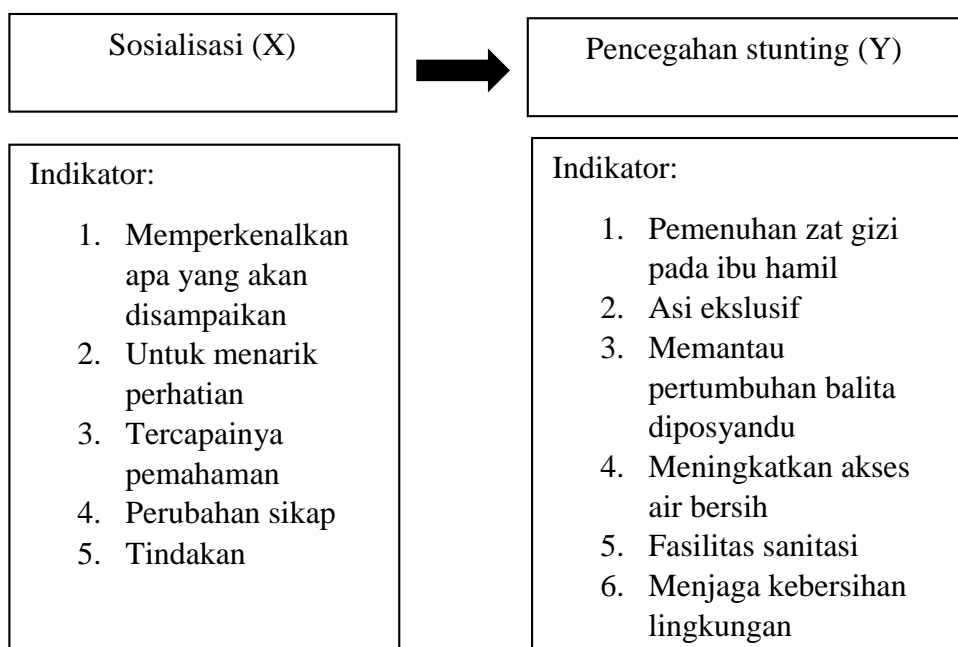 Sosialisasi (X)
Pencegahan stunting (Y)
Indikator:
1. Memperkenalkan
apa yang akan
disampaikan
2. Untuk menarik
perhatian
3. Tercapainya
pemahaman
4. Perubahan sikap
5. Tindakan
Indikator:
1. Pemenuhan zat gizi
pada ibu hamil
2. Asi ekslusif
3. Memantau
pertumbuhan balita
diposyandu
4. Meningkatkan akses
air bersih
5. Fasilitas sanitasi
6. Menjaga kebersihan
lingkungan